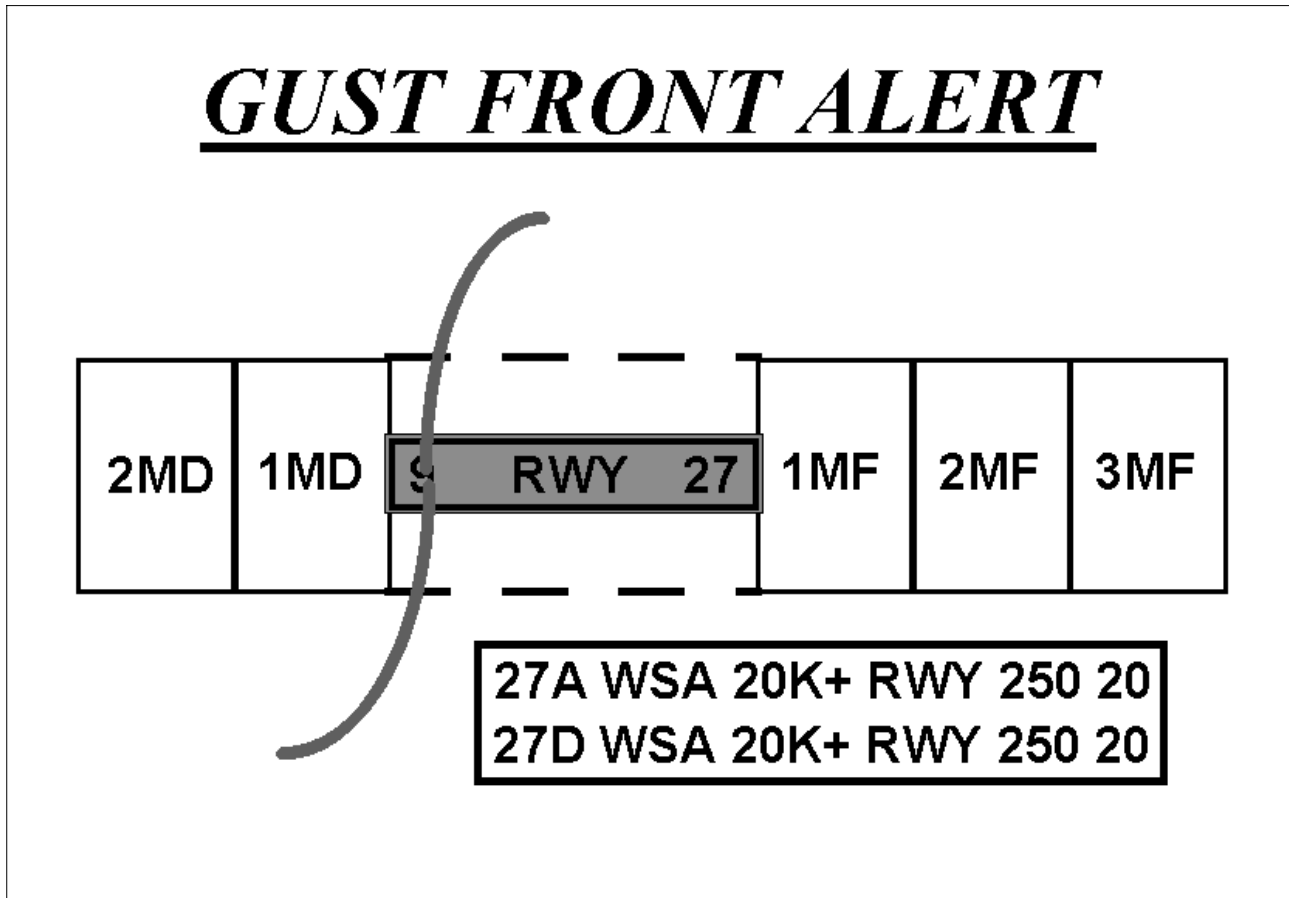 GUST FRONT ALERT
2MD 1MD 9 RWY 27 1MF 2MF 3MF
27A WSA 20K+ RWY 250 20
27D WSA 20K+ RWY 250 20